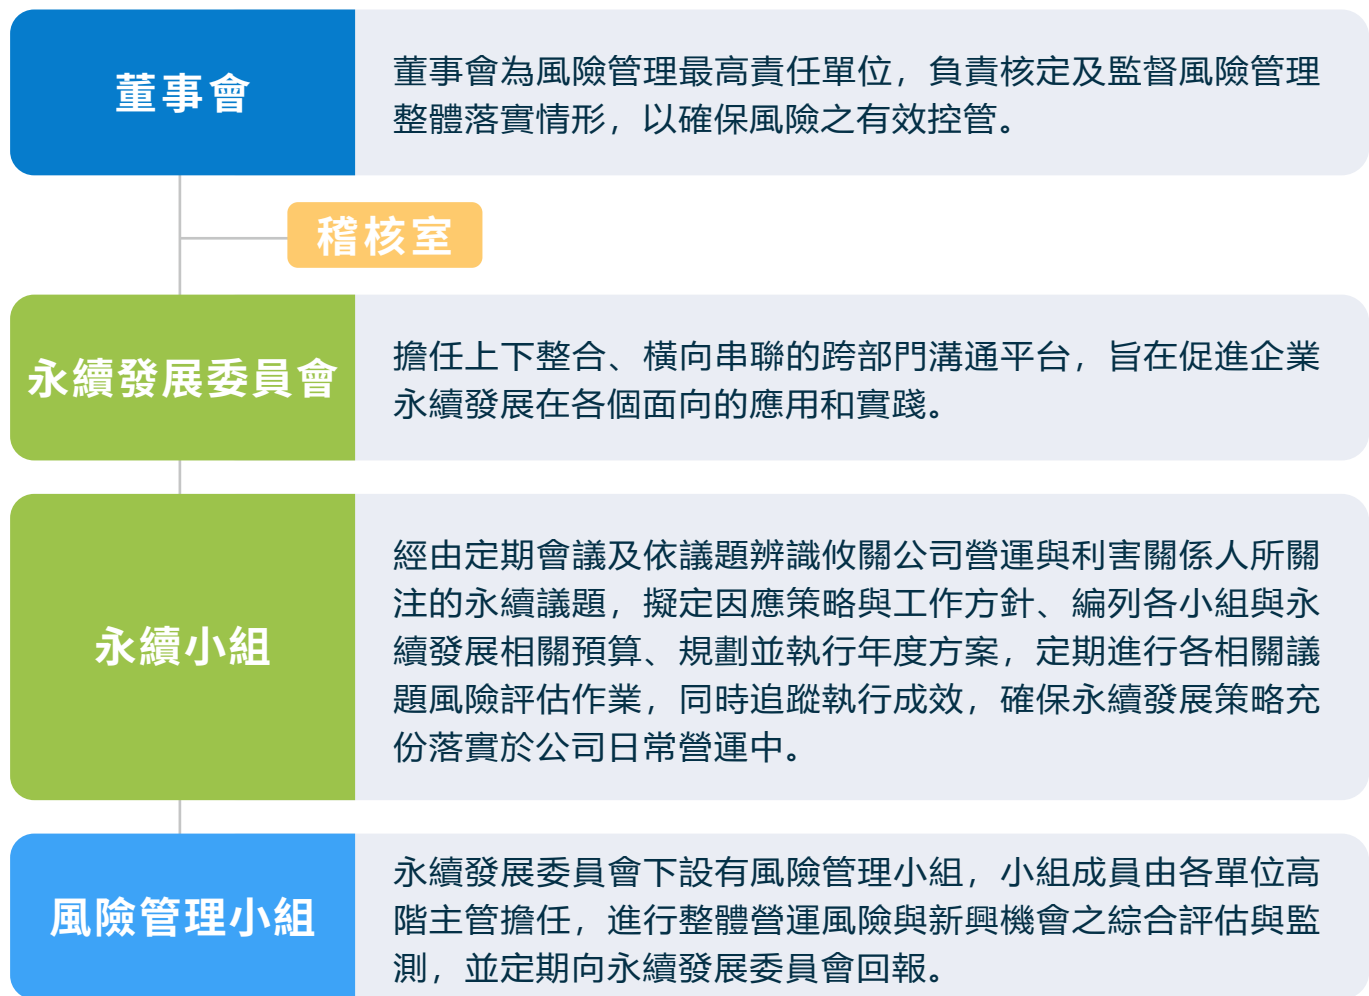 董事會
董事會為風險管理最高責任單位，負責核定及監督風險管理
整體落實情形，以確保風險之有效控管。
稽核室
永續發展委員會
擔任上下整合、橫向串聯的跨部門溝通平台，旨在促進企業
永續發展在各個面向的應用和實踐。
永續小組
經由定期會議及依議題辨識攸關公司營運與利害關係人所關
注的永續議題，擬定因應策略與工作方針、編列各小組與永
續發展相關預算、規劃並執行年度方案，定期進行各相關議
題風險評估作業，同時追蹤執行成效，確保永續發展策略充
份落實於公司日常營運中。
風險管理小組
永續發展委員會下設有風險管理小組，小組成員由各單位高
階主管擔任，進行整體營運風險與新興機會之綜合評估與監
測，並定期向永續發展委員會回報。